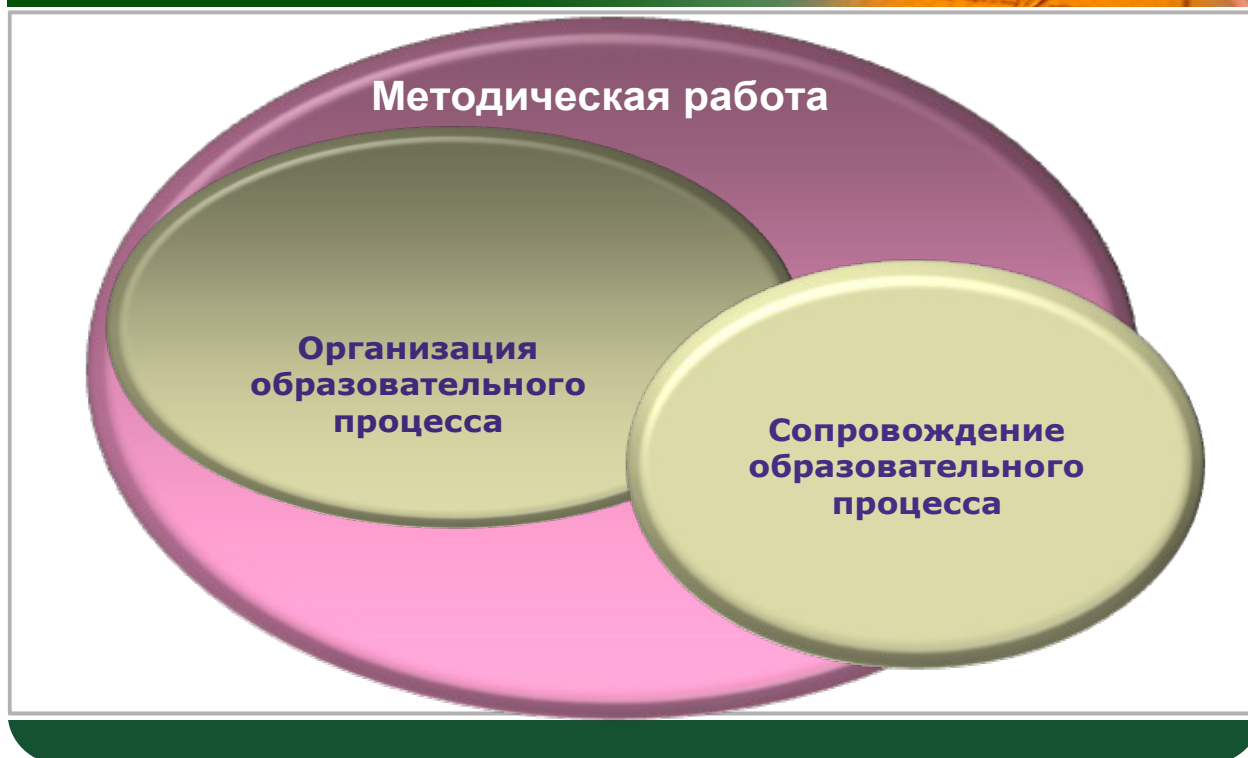 Методическая работа
Организация
образовательного
процесса
Сопровождение
образовательного
процесса